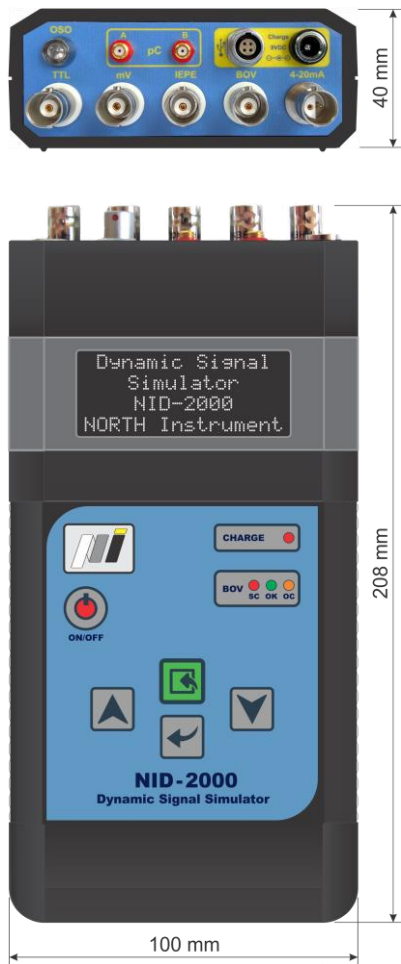 OSO
A
B
pC
Charge
9VDC
TTL
mV
IEPE
BOV
4-20mA
40 mm
Dynamic Signal
Simulator
NID-2000
NORTH Instrument
208 mm
CHARGE
BOV
SC OK OC
ON/OFF
NID-2000
Dynamic Signal Simulator
100 mm